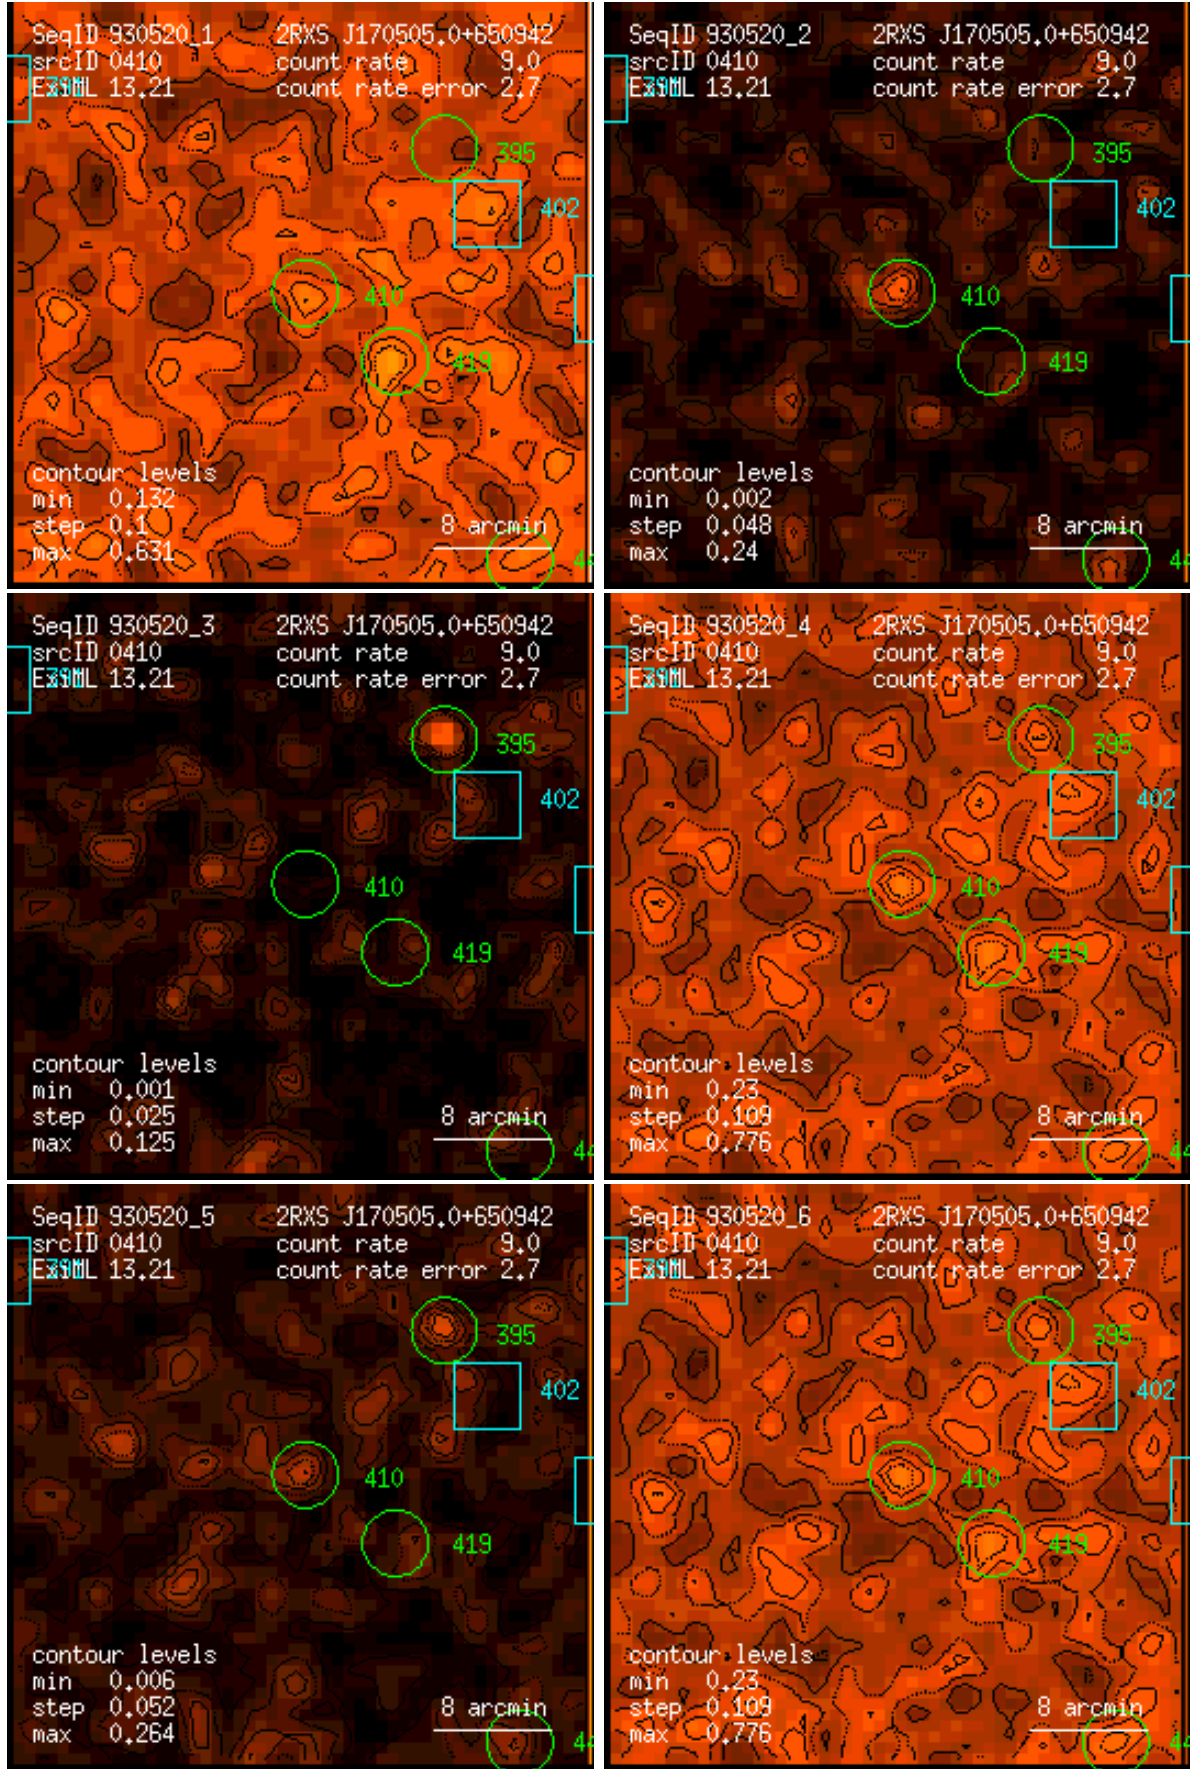 SeqID 930520_1 2RXS J170505.0+650942
srcID 0410 count rate 9.0
13.21 count rate error 2.7
395
402
410
419
contour levels
min 0.132
step 0.1
max 0.631
8 arcmin
SeqID 930520_2 2RXS J170505.0+650942
srcID 0410 count rate 9.0
13.21 count rate error 2.7
395
402
410
419
contour levels
min 0.002
step 0.048
max 0.24
8 arcmin
SeqID 930520_3 2RXS J170505.0+650942
srcID 0410 count rate 9.0
13.21 count rate error 2.7
395
402
410
419
contour levels
min 0.001
step 0.025
max 0.125
8 arcmin
SeqID 930520_4 2RXS J170505.0+650942
srcID 0410 count rate 9.0
13.21 count rate error 2.7
395
402
410
419
contour levels
min 0.23
step 0.109
max 0.776
8 arcmin
SeqID 930520_5 2RXS J170505.0+650942
srcID 0410 count rate 9.0
13.21 count rate error 2.7
395
402
410
419
contour levels
min 0.006
step 0.052
max 0.264
8 arcmin
SeqID 930520_6 2RXS J170505.0+650942
srcID 0410 count rate 9.0
13.21 count rate error 2.7
395
402
410
419
contour levels
min 0.23
step 0.109
max 0.776
8 arcmin